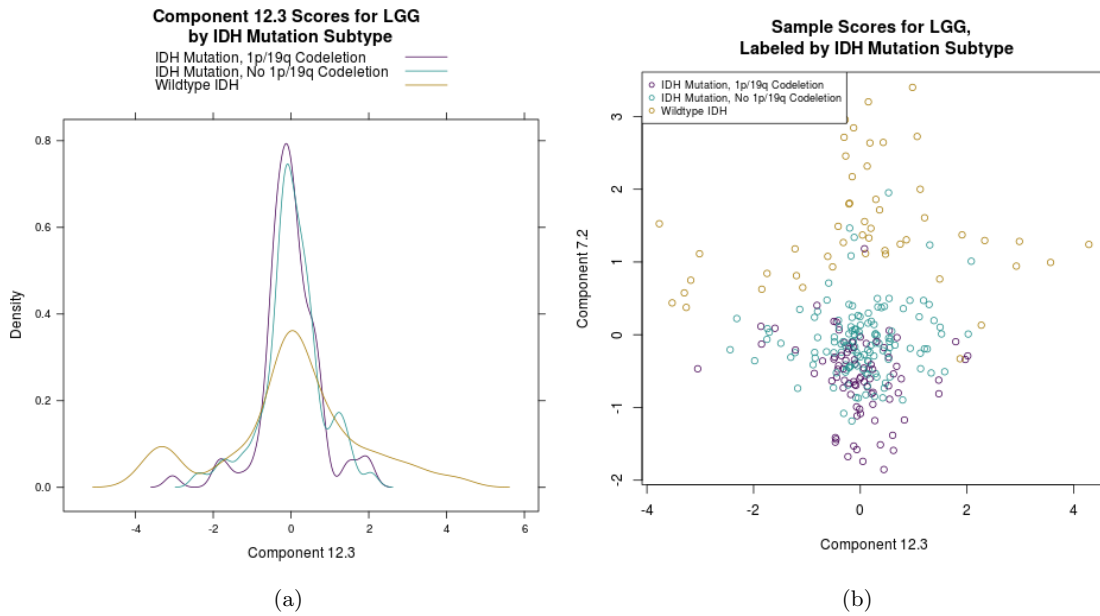 Component 12.3 Scores for LGG
by IDH Mutation Subtype
IDH Mutation, 1p/19q Codeletion
IDH Mutation, No 1p/19q Codeletion
Wildtype IDH
0.8
0.6
0.4
0.2
0.0
Density
-4
-2
0
2
4
6
Component 12.3
(a)
Sample Scores for LGG,
Labeled by IDH Mutation Subtype
IDH Mutation, 1p/19q Codeletion
IDH Mutation, No 1p/19q Codeletion
Wildtype IDH
3
2
1
0
-1
-2
Component 7.2
-4
-2
0
2
4
Component 12.3
(b)